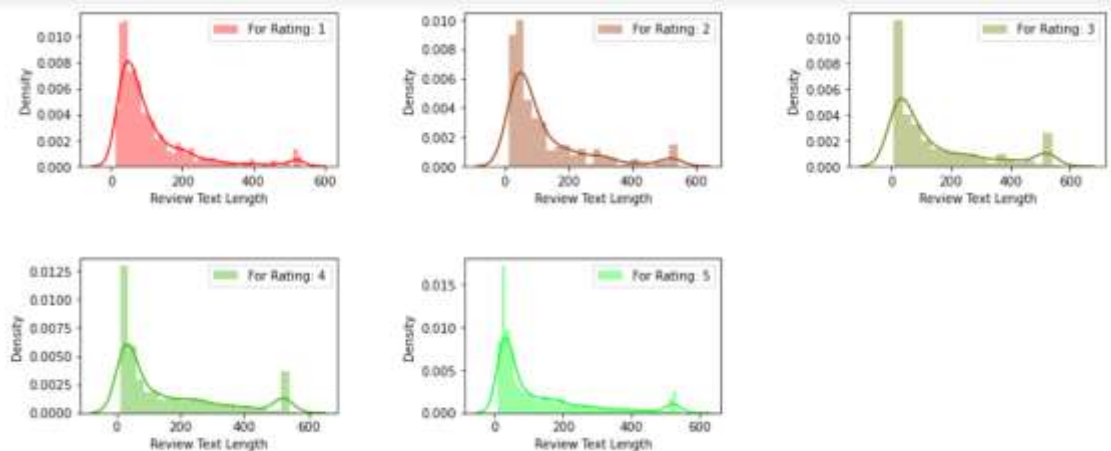 For Rating: 1
Density
0.010
0.008
0.006
0.004
0.002
0.000
0 200 400 600
Review Text Length
For Rating: 2
Density
0.010
0.008
0.006
0.004
0.002
0.000
0 200 400 600
Review Text Length
For Rating: 3
Density
0.010
0.008
0.006
0.004
0.002
0.000
0 200 400 600
Review Text Length
For Rating: 4
Density
0.0125
0.0100
0.0075
0.0050
0.0025
0.0000
0 200 400 600
Review Text Length
For Rating: 5
Density
0.015
0.010
0.005
0.000
0 200 400 600
Review Text Length